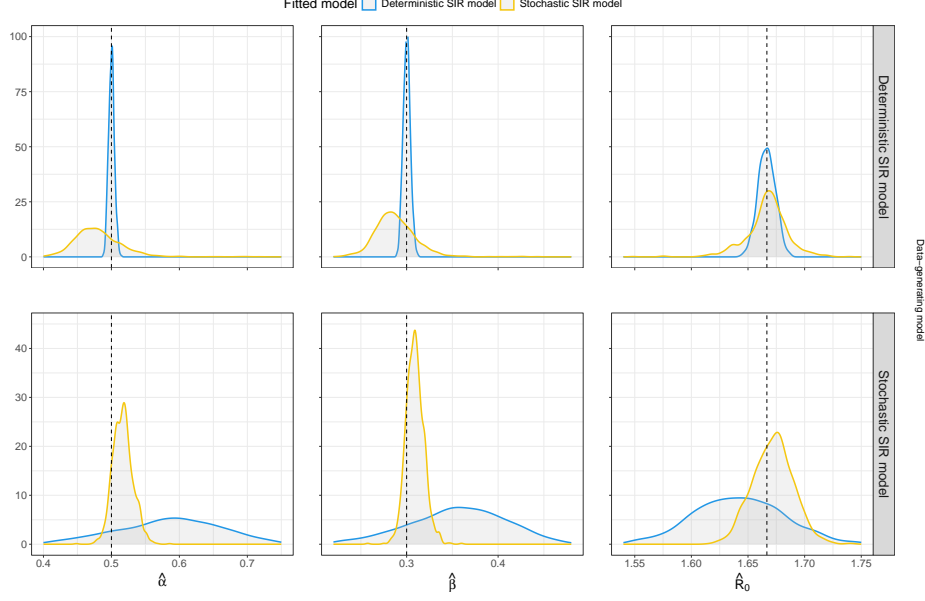 Fitted model Deterministic SIR model Stochastic SIR model
100
75
50
25
0
Deterministic SIR model
40
30
20
10
0
Stochastic SIR model
Data−generating model
0.4 0.5 0.6 0.7
0.3 0.4
1.55 1.60 1.65 1.70 1.75
α̂
β̂
R̂₀